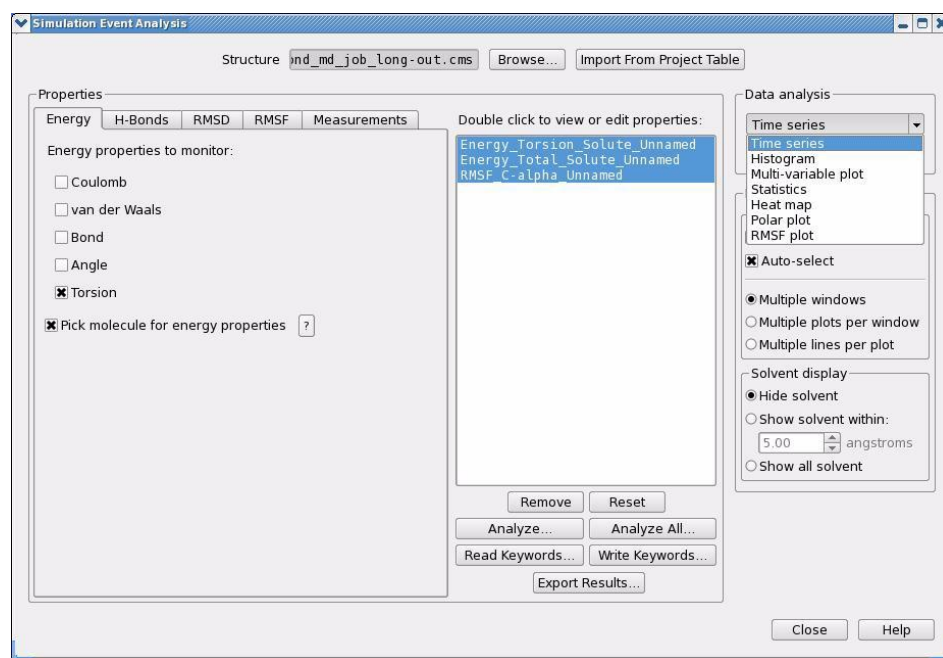 Simulation Event Analysis
Structure ond_md_job_long-out.cms Browse... Import From Project Table
Properties
Energy H-Bonds RMSD RMSF Measurements
Energy properties to monitor:
Coulomb
van der Waals
Bond
Angle
Torsion
Pick molecule for energy properties ?
Double click to view or edit properties:
Energy_Torsion_Solute_Unnamed
Energy_Total_Solute_Unnamed
RMSF_C-alpha_Unnamed
Remove Reset
Analyze... Analyze All...
Read Keywords... Write Keywords...
Export Results...
Data analysis
Time series
Time series
Histogram
Multi-variable plot
Statistics
Heat map
Polar plot
RMSF plot
Auto-select
Multiple windows
Multiple plots per window
Multiple lines per plot
Solvent display
Hide solvent
Show solvent within:
5.00 angstroms
Show all solvent
Close Help